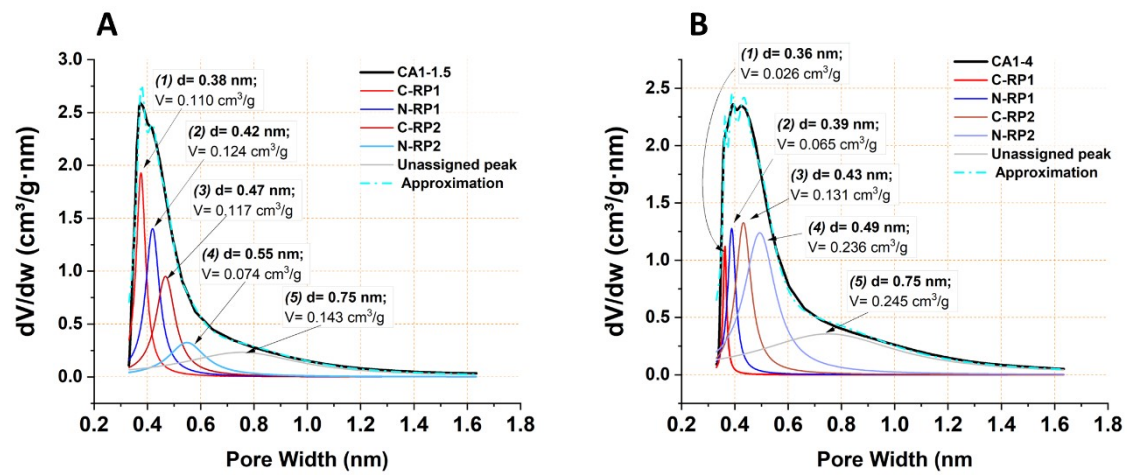 A
3.0
2.5
2.0
1.5
1.0
0.5
0.0
dV/dw (cm³/g·nm)
0.2
0.4
0.6
0.8
1.0
1.2
1.4
1.6
1.8
Pore Width (nm)
(1) d= 0.38 nm;
V= 0.110 cm³/g
(2) d= 0.42 nm;
V= 0.124 cm³/g
(3) d= 0.47 nm;
V= 0.117 cm³/g
(4) d= 0.55 nm;
V= 0.074 cm³/g
(5) d= 0.75 nm;
V= 0.143 cm³/g
CA1-1.5
C-RP1
N-RP1
C-RP2
N-RP2
Unassigned peak
Approximation
B
2.5
2.0
1.5
1.0
0.5
0.0
dV/dw (cm³/g·nm)
0.2
0.4
0.6
0.8
1.0
1.2
1.4
1.6
1.8
Pore Width (nm
(1) d= 0.36 nm;
V= 0.026 cm³/g
(2) d= 0.39 nm;
V= 0.065 cm³/g
(3) d= 0.43 nm;
V= 0.131 cm³/g
(4) d= 0.49 nm;
V= 0.236 cm³/g
(5) d= 0.75 nm;
V= 0.245 cm³/g
CA1-4
C-RP1
N-RP1
C-RP2
N-RP2
Unassigned peak
Approximation